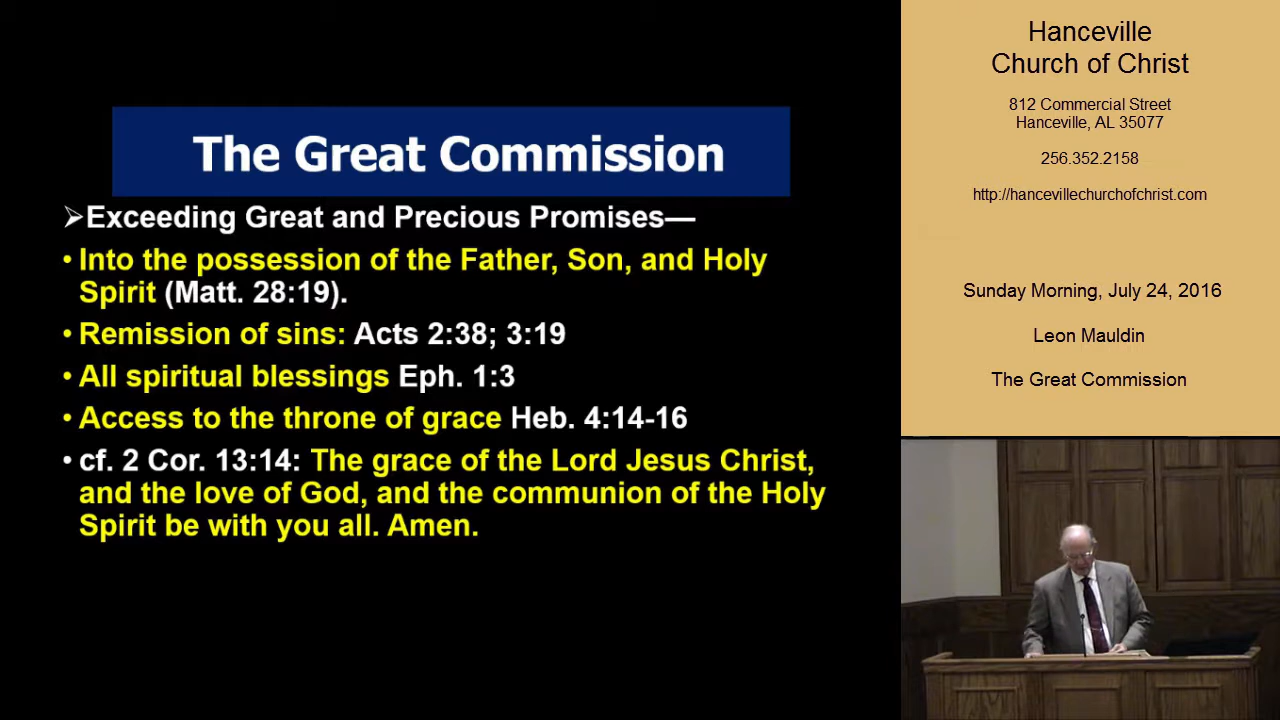 The Great Commission
➢Exceeding Great and Precious Promises—
• Into the possession of the Father, Son, and Holy
Spirit (Matt. 28:19).
• Remission of sins: Acts 2:38; 3:19
• All spiritual blessings Eph. 1:3
• Access to the throne of grace Heb. 4:14-16
• cf. 2 Cor. 13:14: The grace of the Lord Jesus Christ,
and the love of God, and the communion of the Holy
Spirit be with you all. Amen.
Hanceville
Church of Christ
812 Commercial Street
Hanceville, AL 35077
256.352.2158
http://hancevillechurchofchrist.com
Sunday Morning, July 24, 2016
Leon Mauldin
The Great Commission